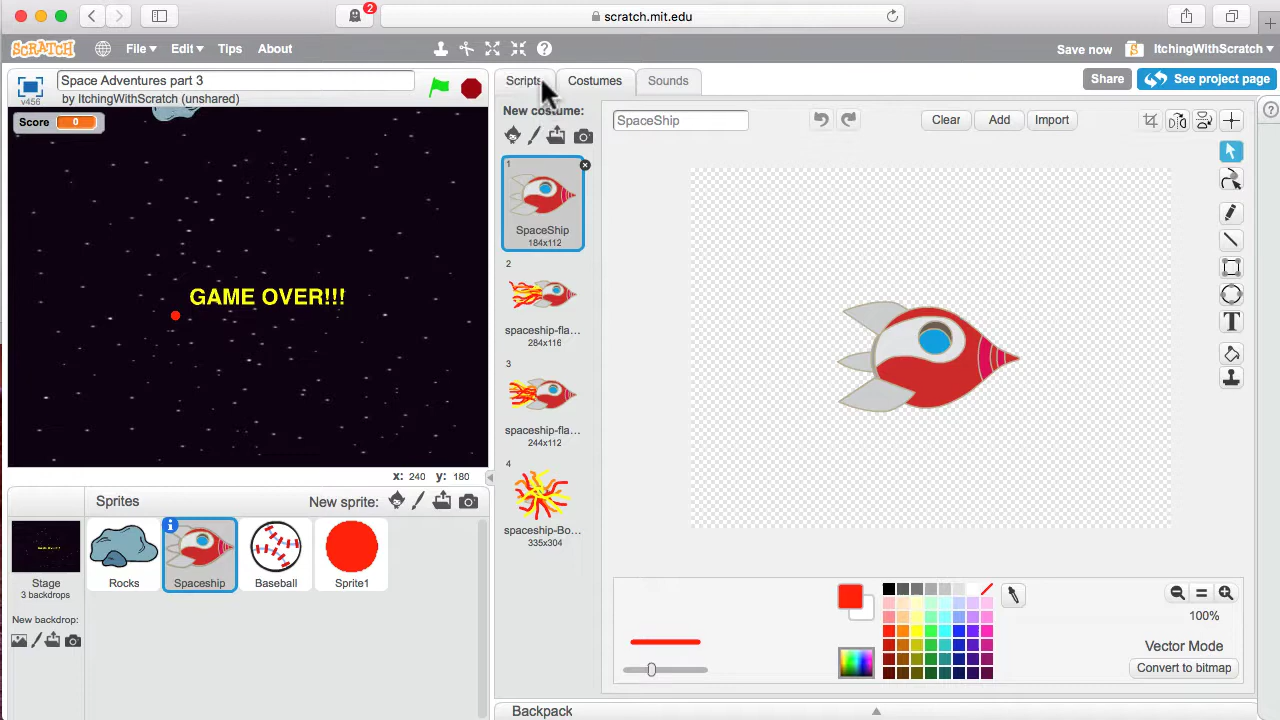 2
scratch.mit.edu
SCRATCH
File
Edit
Tips
About
Save now
ItchingWithScratch
v456
Space Adventures part 3
by ItchingWithScratch (unshared)
Scripts
Costumes
Sounds
Share
See project page
Score
0
New costume:
SpaceShip
Clear
Add
Import
?
1
SpaceShip
184x112
2
spaceship-fla...
284x116
3
spaceship-fla...
244x112
4
spaceship-Bo...
335x304
GAME OVER!!!
x: 240 y: 180
Sprites
New sprite:
Stage
3 backdrops
New backdrop:
Rocks
Spaceship
Baseball
Sprite1
T
100%
Vector Mode
Convert to bitmap
Backpack